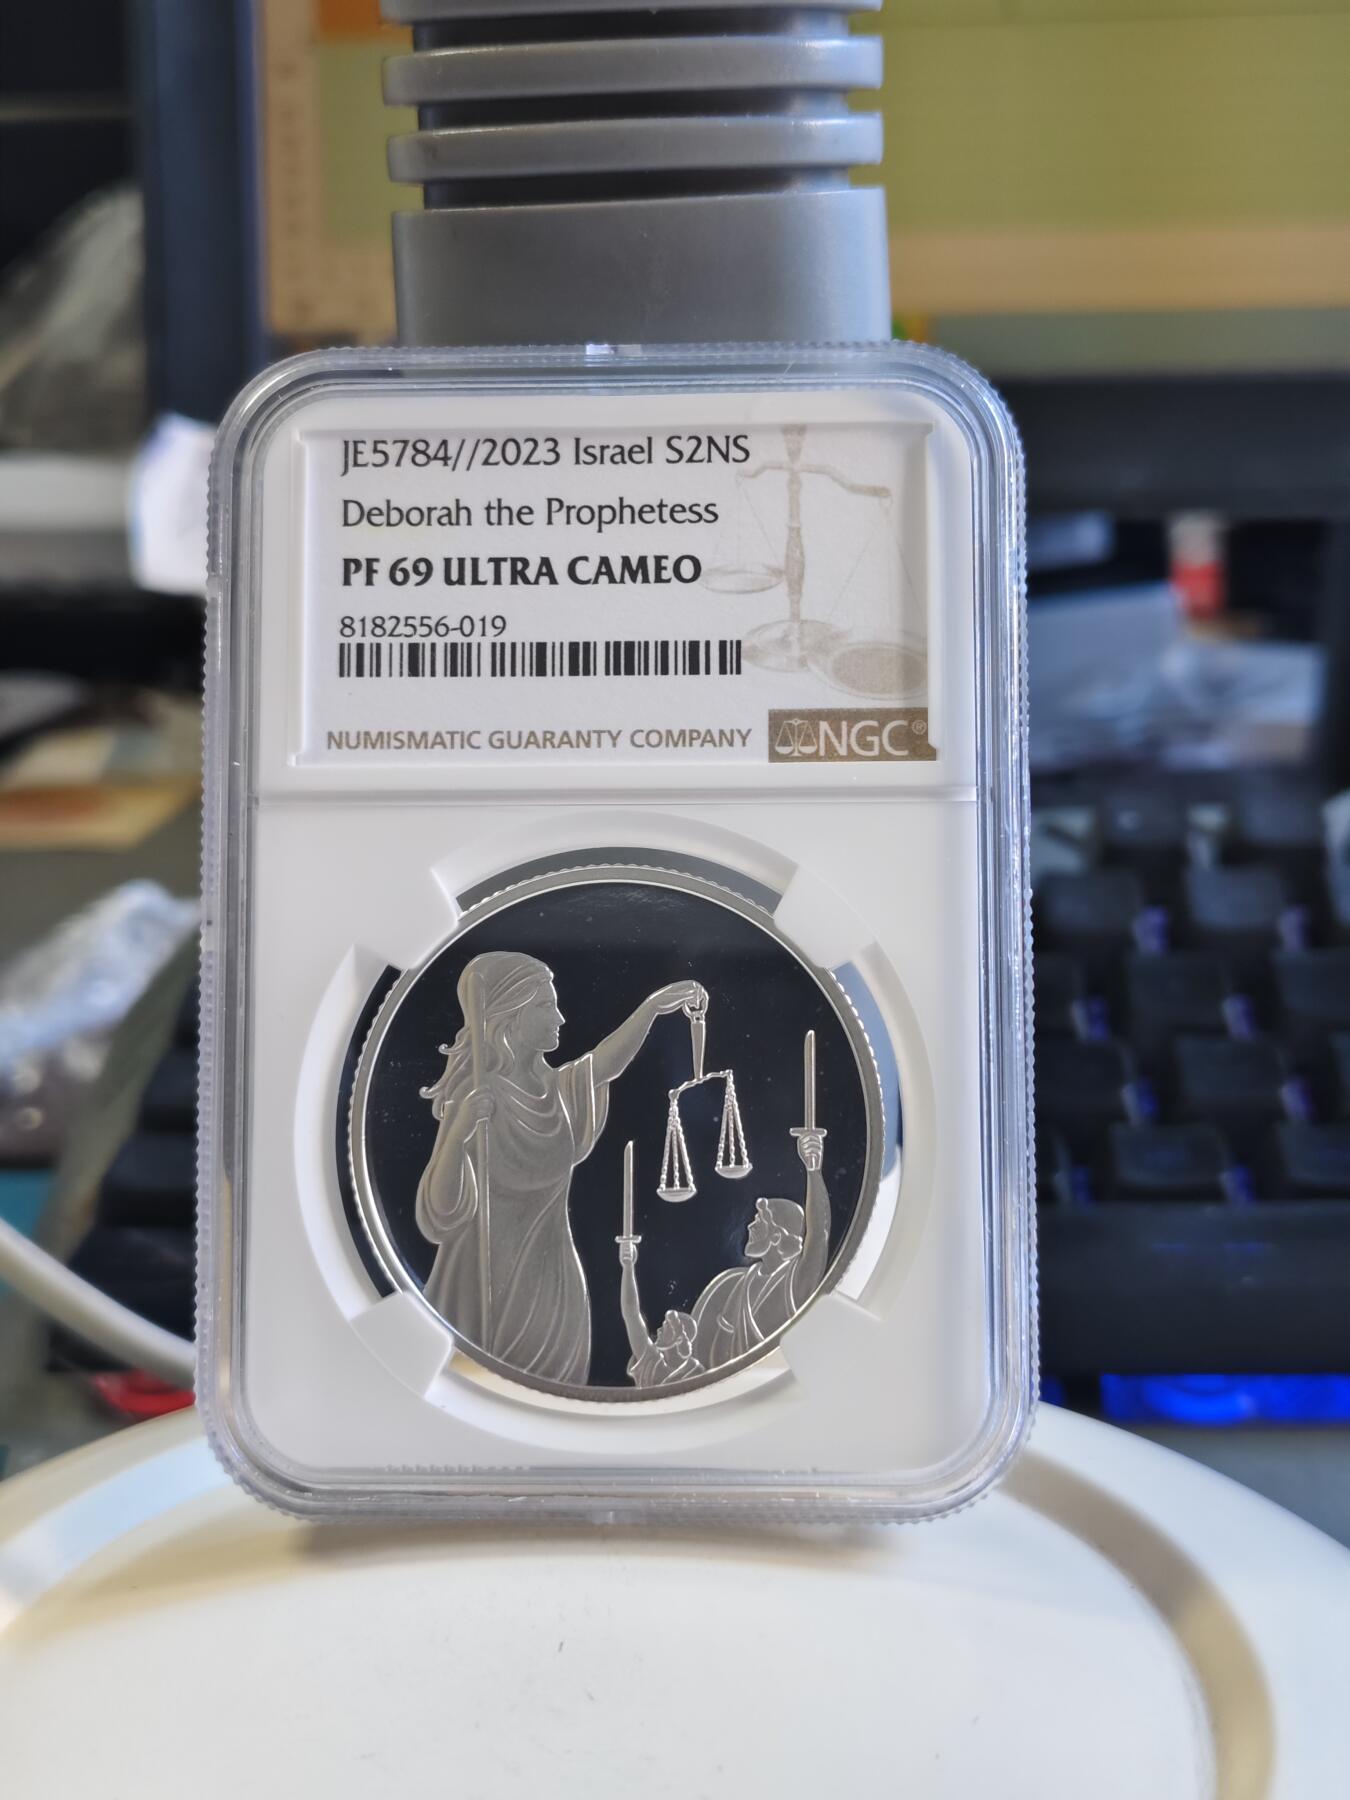 JE5784//2023 Israel S2NS
Deborah the Prophetess
PF 69 ULTRA CAMEO
8182556-019
NUMISMATIC GUARANTY COMPANY NGC®